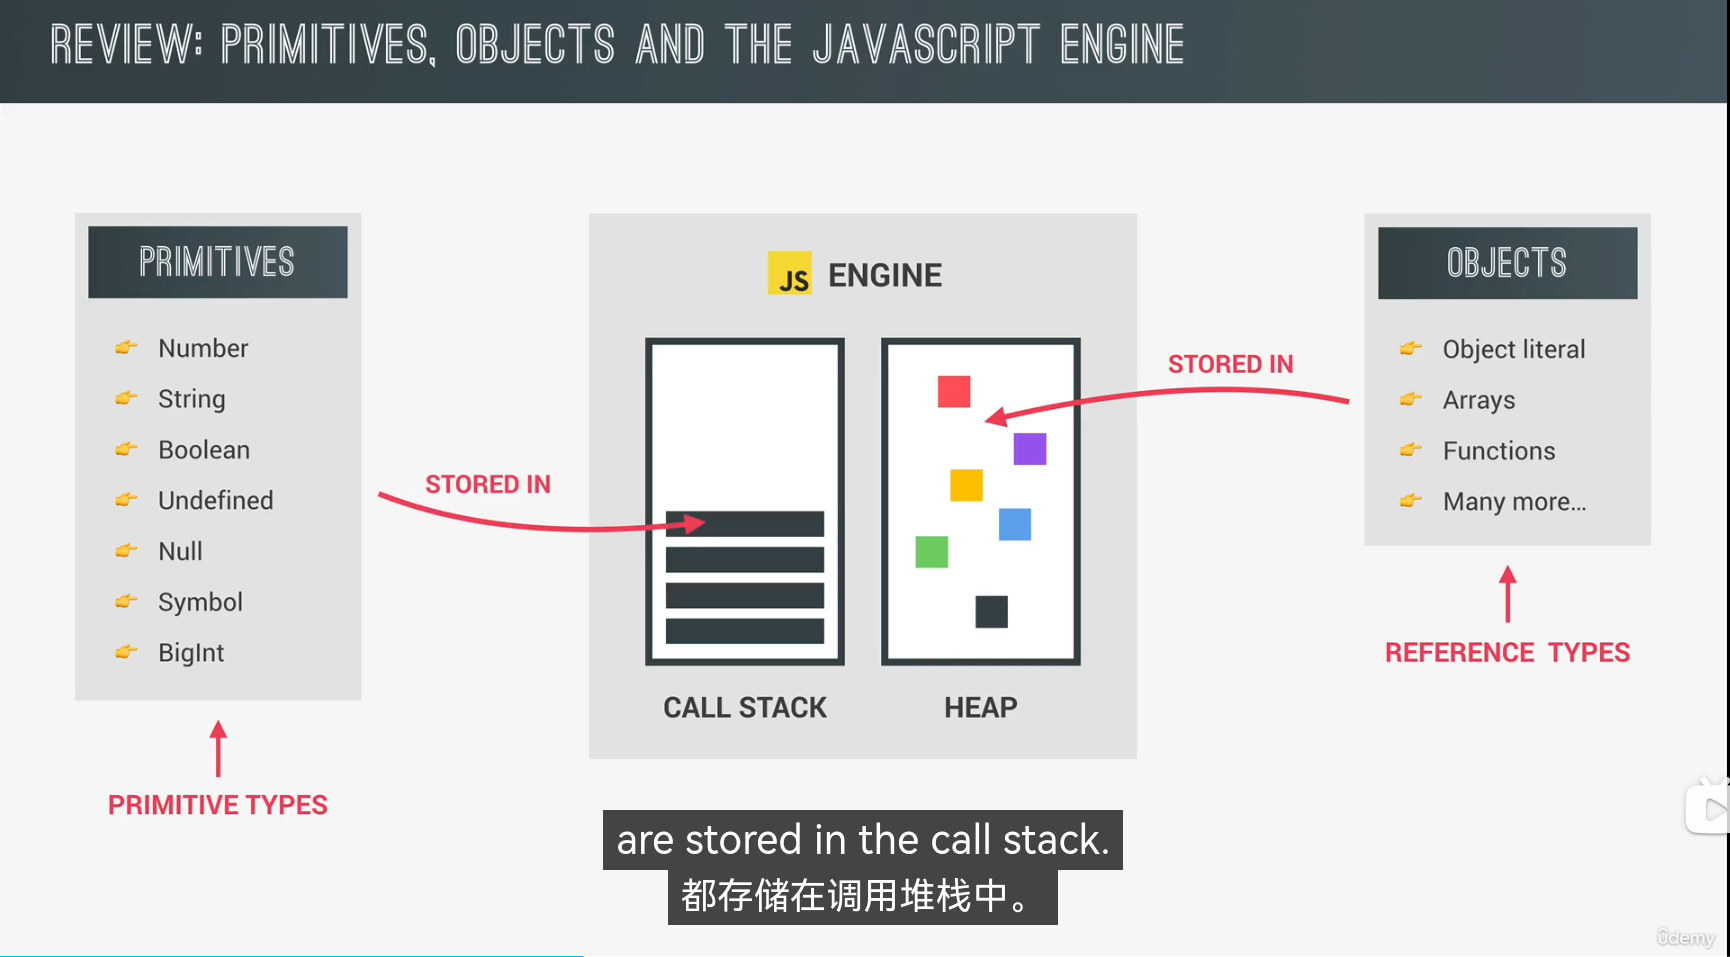 REVIEW: PRIMITIVES, OBJECTS AND THE JAVASCRIPT ENGINE
PRIMITIVES
Number
String
Boolean
Undefined
Null
Symbol
BigInt
PRIMITIVE TYPES
STORED IN
JS ENGINE
CALL STACK
HEAP
STORED IN
OBJECTS
Object literal
Arrays
Functions
Many more...
REFERENCE TYPES
are stored in the call stack.
都存储在调用堆栈中。
ûdemy